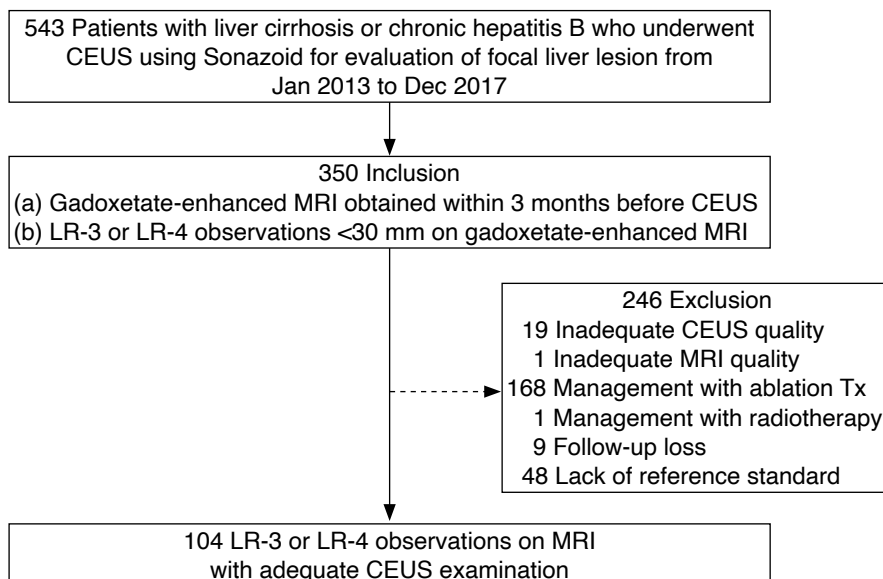 543 Patients with liver cirrhosis or chronic hepatitis B who underwent
CEUS using Sonazoid for evaluation of focal liver lesion from
Jan 2013 to Dec 2017
350 Inclusion
(a) Gadoxetate-enhanced MRI obtained within 3 months before CEUS
(b) LR-3 or LR-4 observations <30 mm on gadoxetate-enhanced MRI
246 Exclusion
19 Inadequate CEUS quality
1 Inadequate MRI quality
168 Management with ablation Tx
1 Management with radiotherapy
9 Follow-up loss
48 Lack of reference standard
104 LR-3 or LR-4 observations on MRI
with adequate CEUS examination